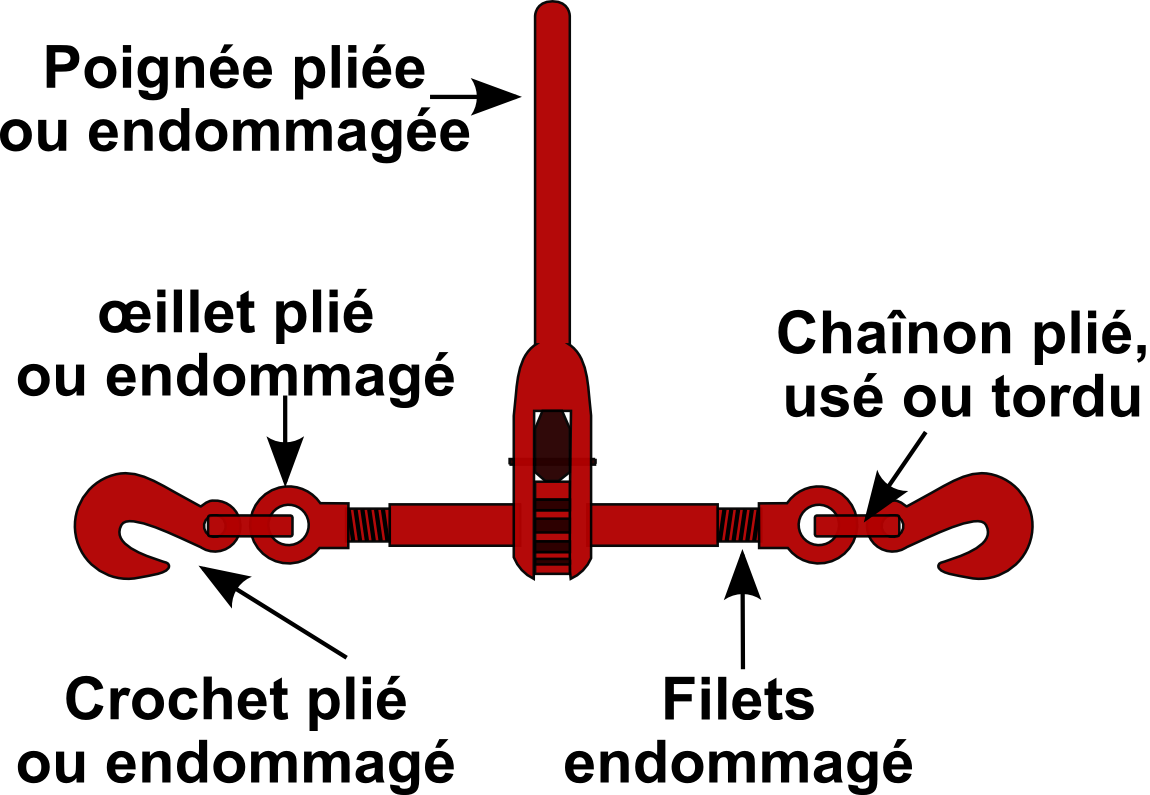 Poignée pliée
ou endommagée
œillet plié
ou endommagé
Chaînon plié,
usé ou tordu
Crochet plié
ou endommagé
Filets
endommagé